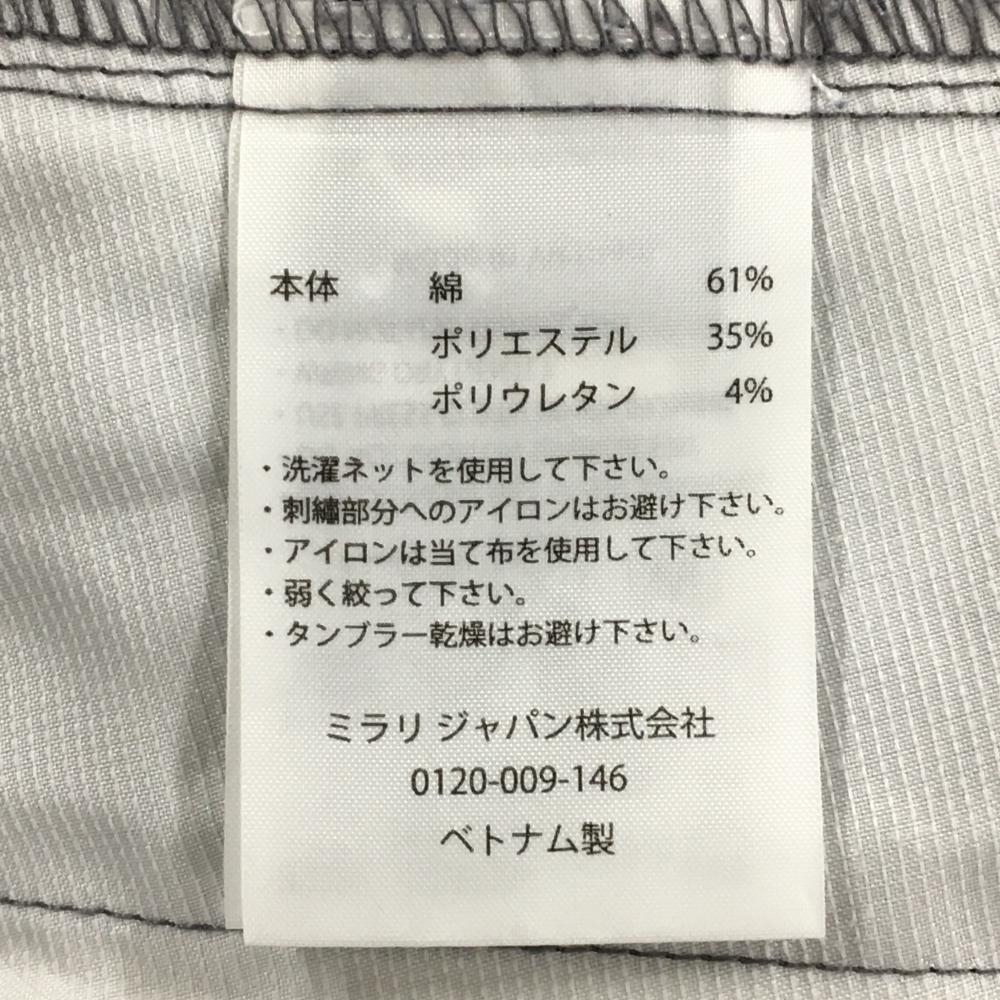 本体 綿 61%
ポリエステル 35%
ポリウレタン 4%
・洗濯ネットを使用して下さい。
・刺繍部分へのアイロンはお避け下さい。
・アイロンは当て布を使用して下さい。
・弱く絞って下さい。
・タンブラー乾燥はお避け下さい。
ミラリ ジャパン株式会社
0120-009-146
ベトナム製